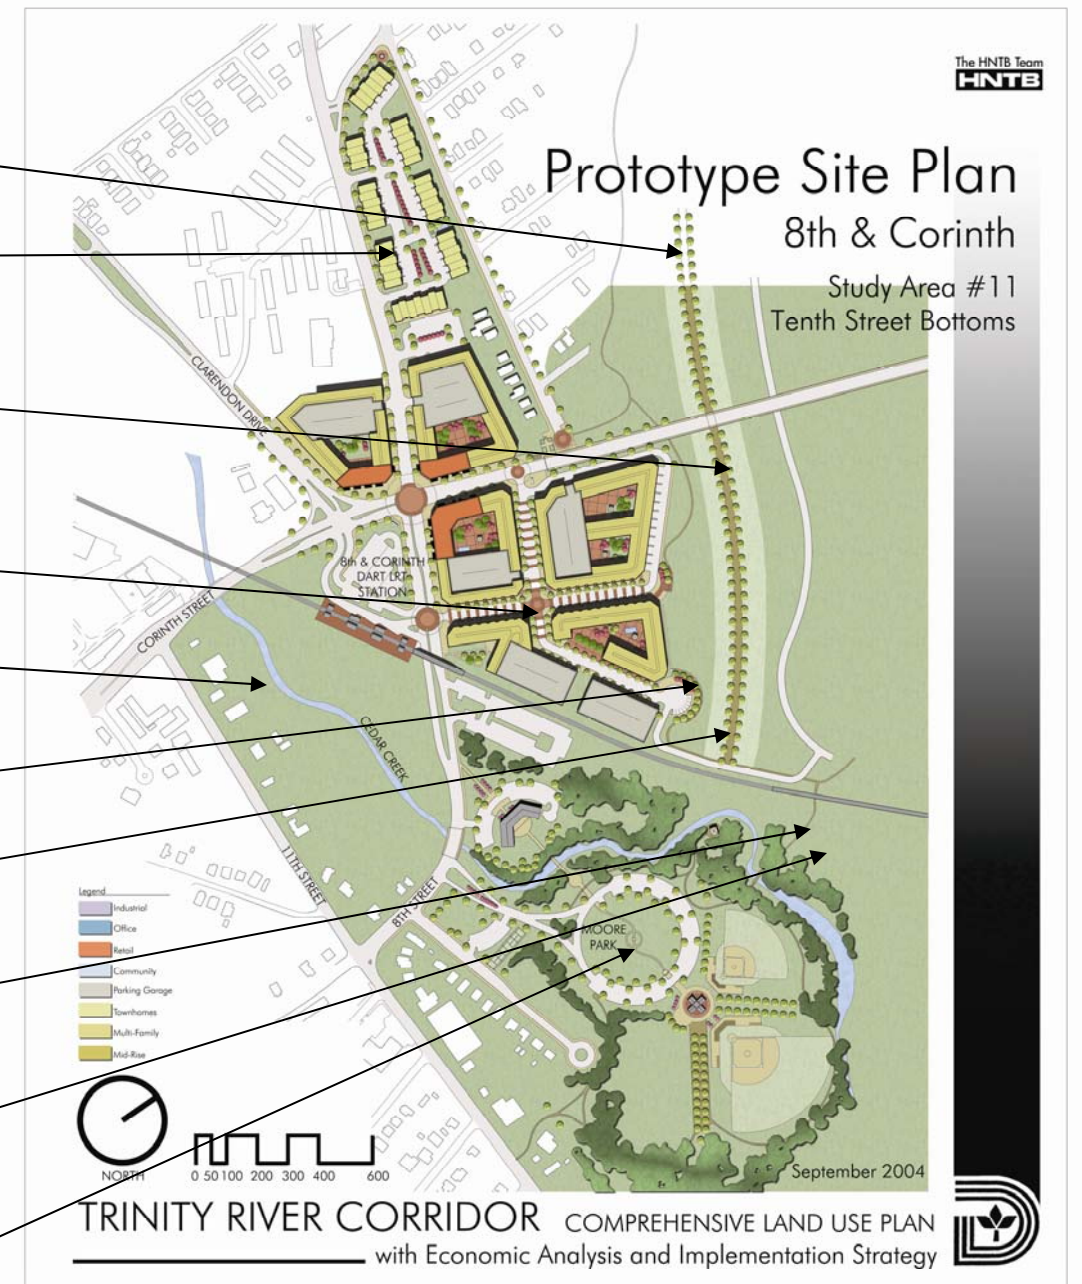 The HNTB Team
HNTB
Prototype Site Plan
8th & Corinth
Study Area #11
Tenth Street Bottoms
CLARENDON DRIVE
8th & CORINTH
DART LRT
STATION
CORINTH STREET
CEDAR CREEK
11TH STREET
8TH STREET
MOORE
PARK
Legend
Industrial
Office
Retail
Community
Parking Garage
Townhomes
Multi-Family
Mid-Rise
NORTH
0 50 100 200 300 400 600
September 2004
TRINITY RIVER CORRIDOR COMPREHENSIVE LAND USE PLAN
with Economic Analysis and Implementation Strategy